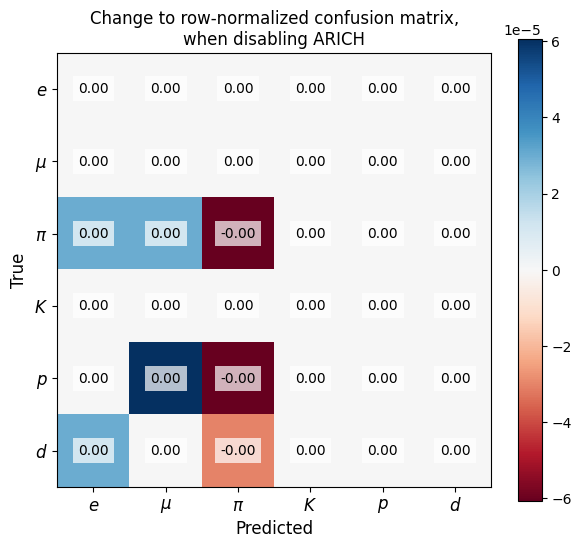 Change to row-normalized confusion matrix,
when disabling ARICH
1e−5
e 0.00 0.00 0.00 0.00 0.00 0.00
μ 0.00 0.00 0.00 0.00 0.00 0.00
π 0.00 0.00 -0.00 0.00 0.00 0.00
K 0.00 0.00 0.00 0.00 0.00 0.00
p 0.00 0.00 -0.00 0.00 0.00 0.00
d 0.00 0.00 -0.00 0.00 0.00 0.00
e μ π K p d
True
Predicted
6
4
2
0
−2
−4
−6